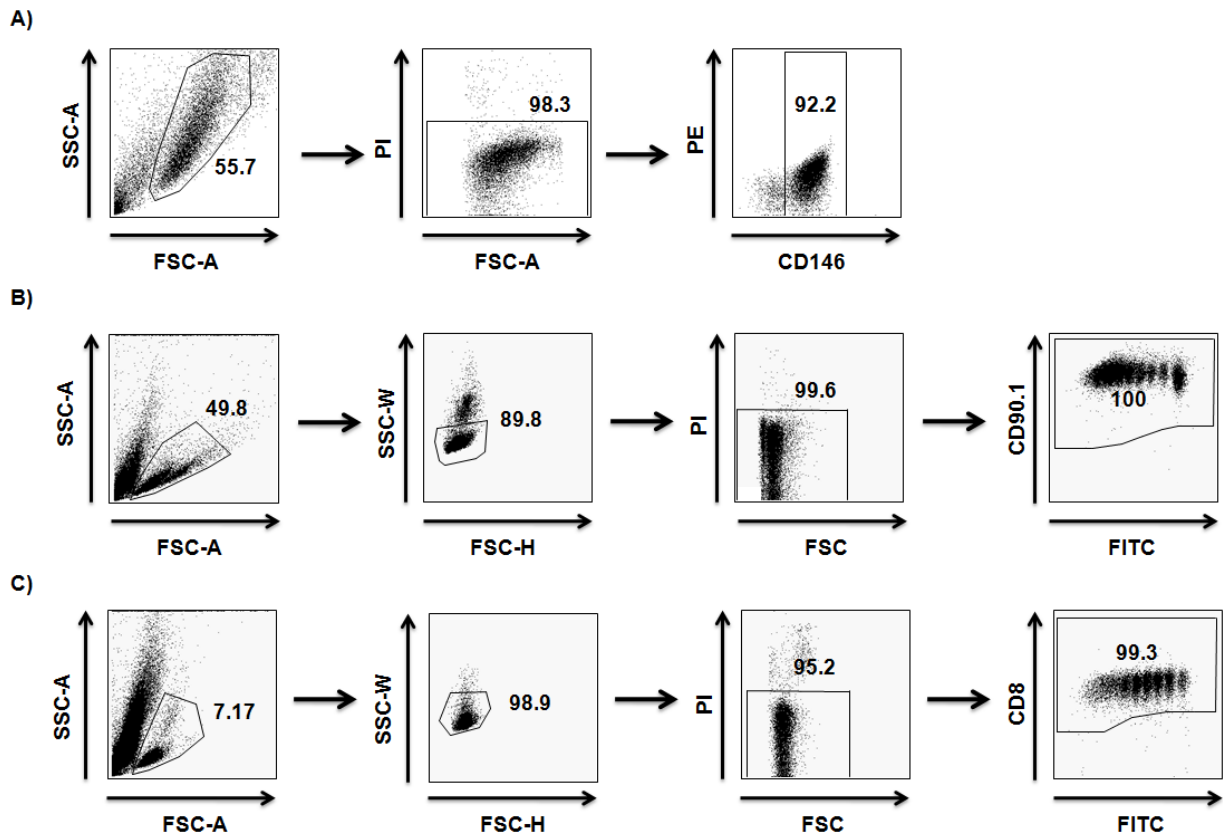 A)
SSC-A
55.7
FSC-A
PI
98.3
FSC-A
PE
92.2
CD146
B)
SSC-A
49.8
FSC-A
SSC-W
89.8
FSC-H
PI
99.6
FSC
CD90.1
100
FITC
C)
SSC-A
7.17
FSC-A
SSC-W
98.9
FSC-H
PI
95.2
FSC
CD8
99.3
FITC